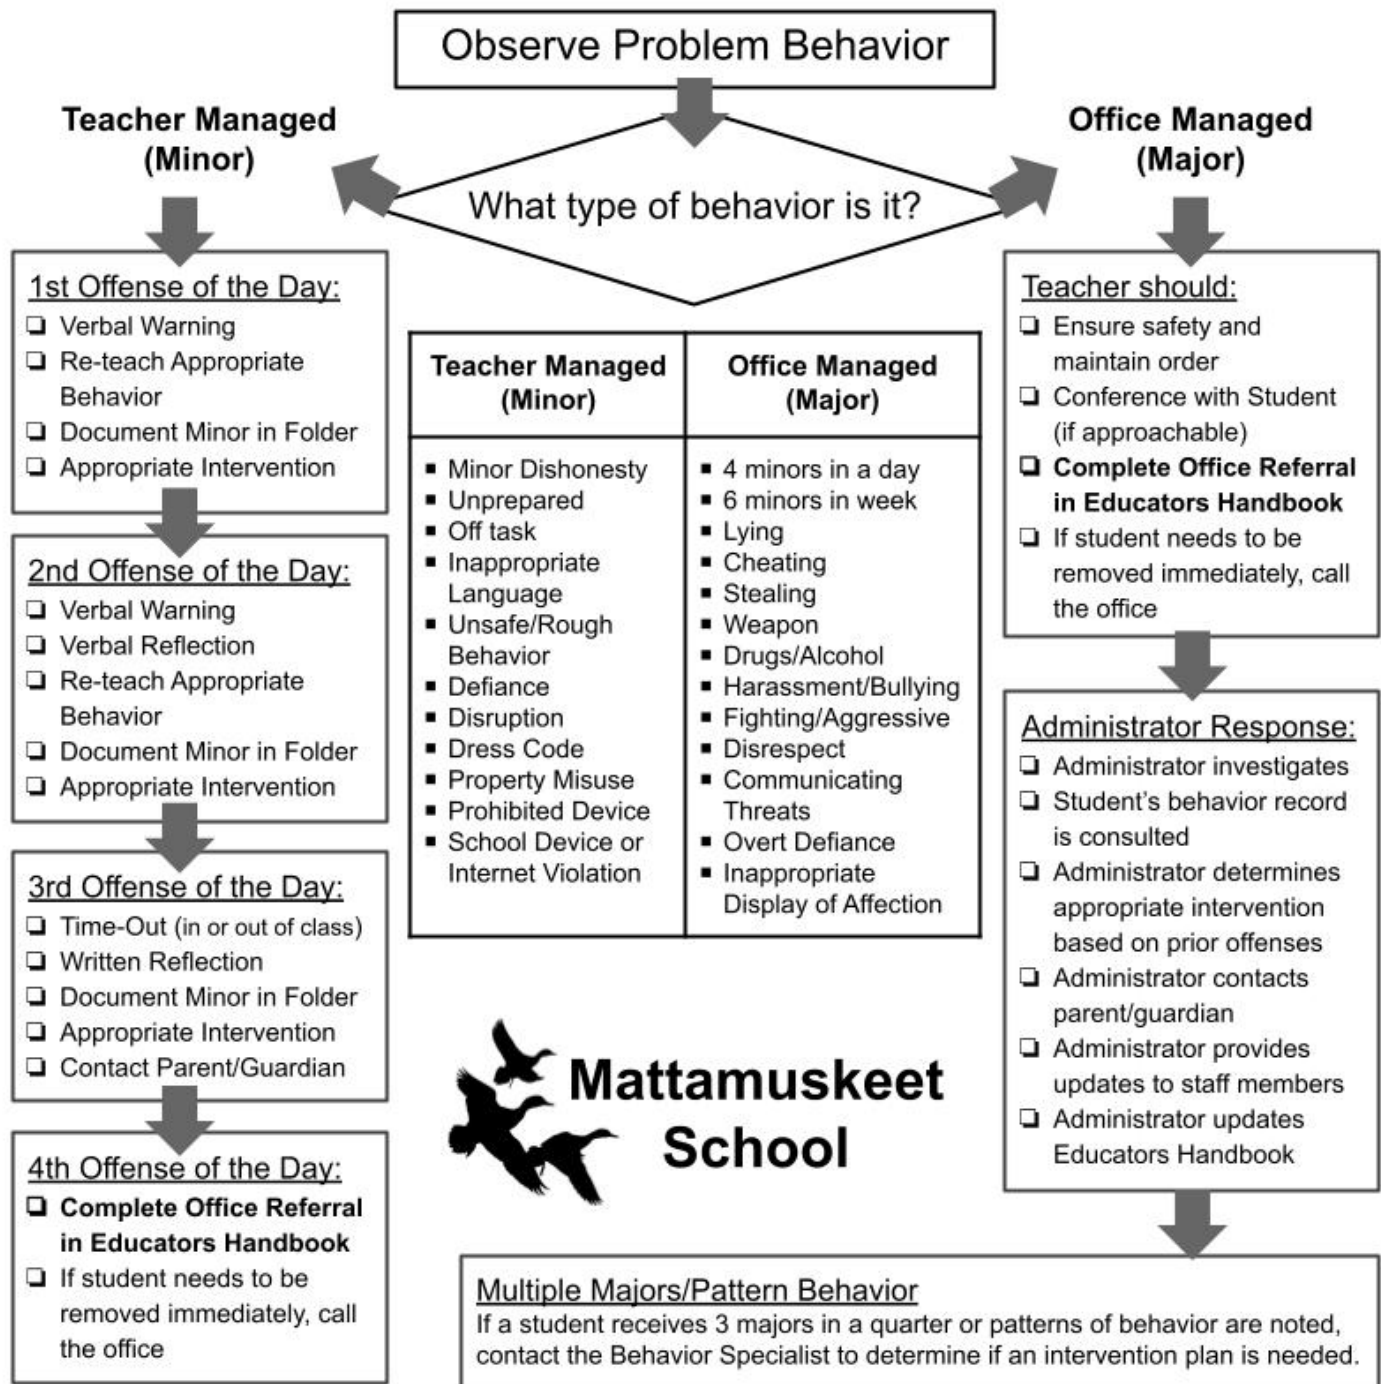 Observe Problem Behavior
What type of behavior is it?
Teacher Managed
(Minor)
1st Offense of the Day:
❏ Verbal Warning
❏ Re-teach Appropriate
Behavior
❏ Document Minor in Folder
❏ Appropriate Intervention
2nd Offense of the Day:
❏ Verbal Warning
❏ Verbal Reflection
❏ Re-teach Appropriate
Behavior
❏ Document Minor in Folder
❏ Appropriate Intervention
3rd Offense of the Day:
❏ Time-Out (in or out of class)
❏ Written Reflection
❏ Document Minor in Folder
❏ Appropriate Intervention
❏ Contact Parent/Guardian
4th Offense of the Day:
❏ Complete Office Referral
in Educators Handbook
❏ If student needs to be
removed immediately, call
the office
Teacher Managed
(Minor)
▪ Minor Dishonesty
▪ Unprepared
▪ Off task
▪ Inappropriate
Language
▪ Unsafe/Rough
Behavior
▪ Defiance
▪ Disruption
▪ Dress Code
▪ Property Misuse
▪ Prohibited Device
▪ School Device or
Internet Violation
Office Managed
(Major)
▪ 4 minors in a day
▪ 6 minors in week
▪ Lying
▪ Cheating
▪ Stealing
▪ Weapon
▪ Drugs/Alcohol
▪ Harassment/Bullying
▪ Fighting/Aggressive
▪ Disrespect
▪ Communicating
Threats
▪ Overt Defiance
▪ Inappropriate
Display of Affection
Mattamuskeet
School
Office Managed
(Major)
Teacher should:
❏ Ensure safety and
maintain order
❏ Conference with Student
(if approachable)
❏ Complete Office Referral
in Educators Handbook
❏ If student needs to be
removed immediately, call
the office
Administrator Response:
❏ Administrator investigates
❏ Student's behavior record
is consulted
❏ Administrator determines
appropriate intervention
based on prior offenses
❏ Administrator contacts
parent/guardian
❏ Administrator provides
updates to staff members
❏ Administrator updates
Educators Handbook
Multiple Majors/Pattern Behavior
If a student receives 3 majors in a quarter or patterns of behavior are noted,
contact the Behavior Specialist to determine if an intervention plan is needed.